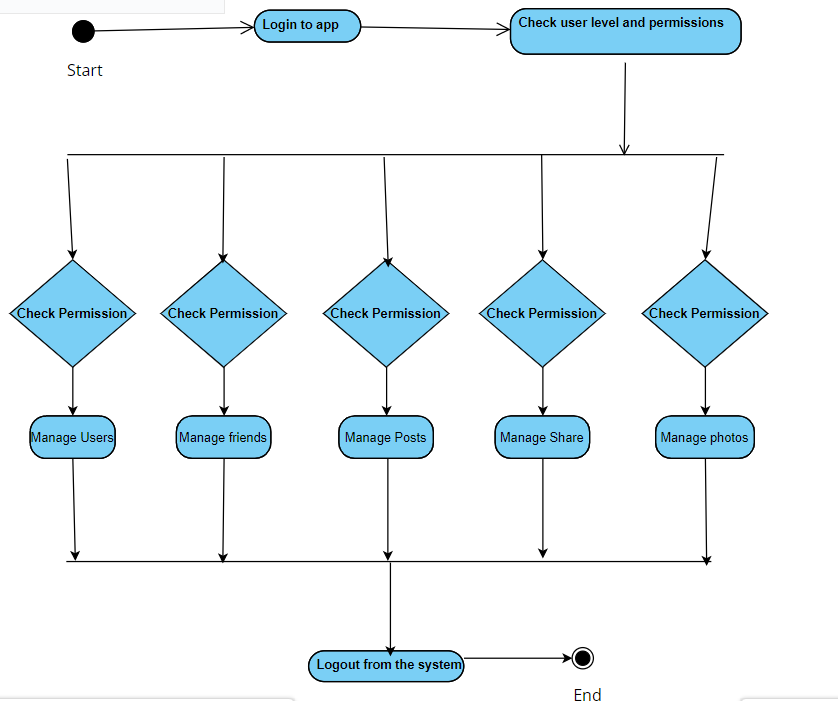 Login to app
Check user level and permissions
Start
Check Permission
Check Permission
Check Permission
Check Permission
Check Permission
Manage Users
Manage friends
Manage Posts
Manage Share
Manage photos
Logout from the system
End